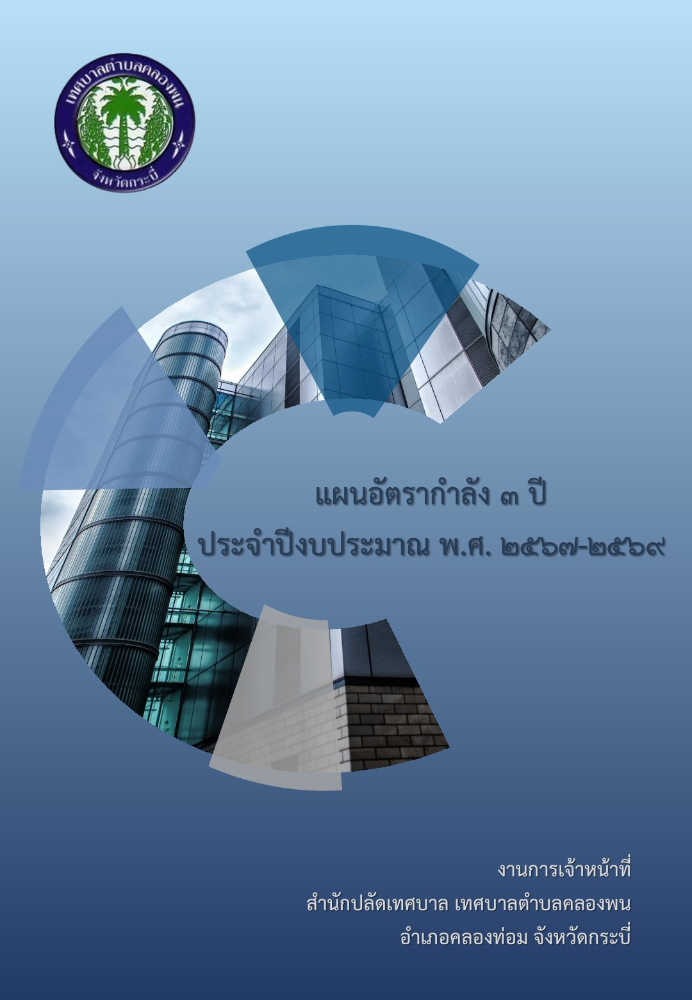 เทศบาลตำบลคลองพน
จังหวัดกระบี่
แผนอัตรากำลัง ๓ ปี
ประจำปีงบประมาณ พ.ศ. ๒๕๖๗-๒๕๖๙
งานการเจ้าหน้าที่
สำนักปลัดเทศบาล เทศบาลตำบลคลองพน
อำเภอคลองท่อม จังหวัดกระบี่